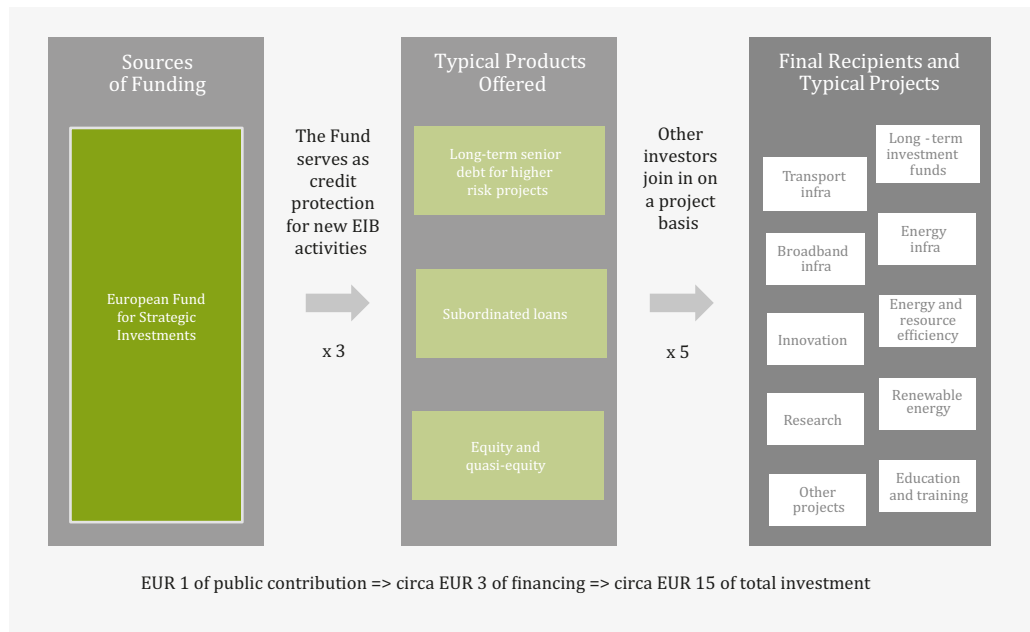 Sources
of Funding
European Fund
for Strategic
Investments
The Fund
serves as
credit
protection
for new EIB
activities
x 3
Typical Products
Offered
Long-term senior
debt for higher
risk projects
Subordinated loans
Equity and
quasi-equity
Other
investors
join in on
a project
basis
x 5
Final Recipients and
Typical Projects
Transport
infra
Broadband
infra
Innovation
Research
Other
projects
Long - term
investment
funds
Energy
infra
Energy and
resource
efficiency
Renewable
energy
Education
and training
EUR 1 of public contribution => circa EUR 3 of financing => circa EUR 15 of total investment